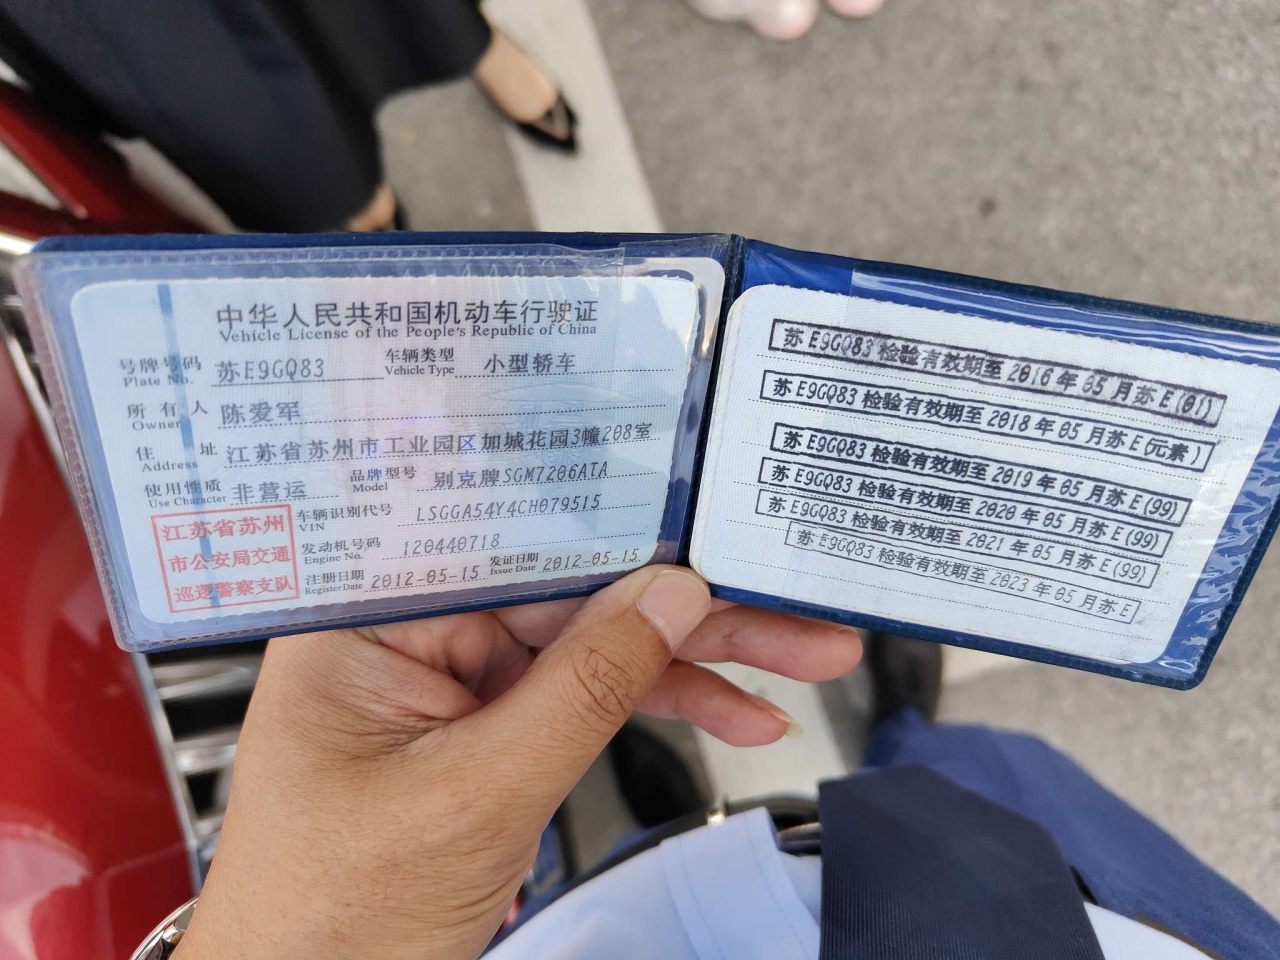 中华人民共和国机动车行驶证
Vehicle License of the People's Republic of China
号牌号码 苏E9GQ83 车辆类型 小型轿车
Plate No. Vehicle Type
所有人 陈爱军
Owner
住址 江苏省苏州市工业园区加城花园3幢208室
Address
使用性质 非营运 品牌型号 别克牌SGM7206ATA
Use Character Model
江苏省苏州
市公安局交通
巡逻警察支队
车辆识别代号 LSGGA54Y4CH079515
VIN
发动机号码 120440718
Engine No.
注册日期 2012-05-15 发证日期 2012-05-15
Register Date Issue Date
苏E9GQ83检验有效期至2016年05月苏E(01)
苏E9GQ83检验有效期至2018年05月苏E(元素)
苏E9GQ83检验有效期至2019年05月苏E(99)
苏E9GQ83检验有效期至2020年05月苏E(99)
苏E9GQ83检验有效期至2021年05月苏E(99)
苏E9GQ83检验有效期至2023年05月苏E